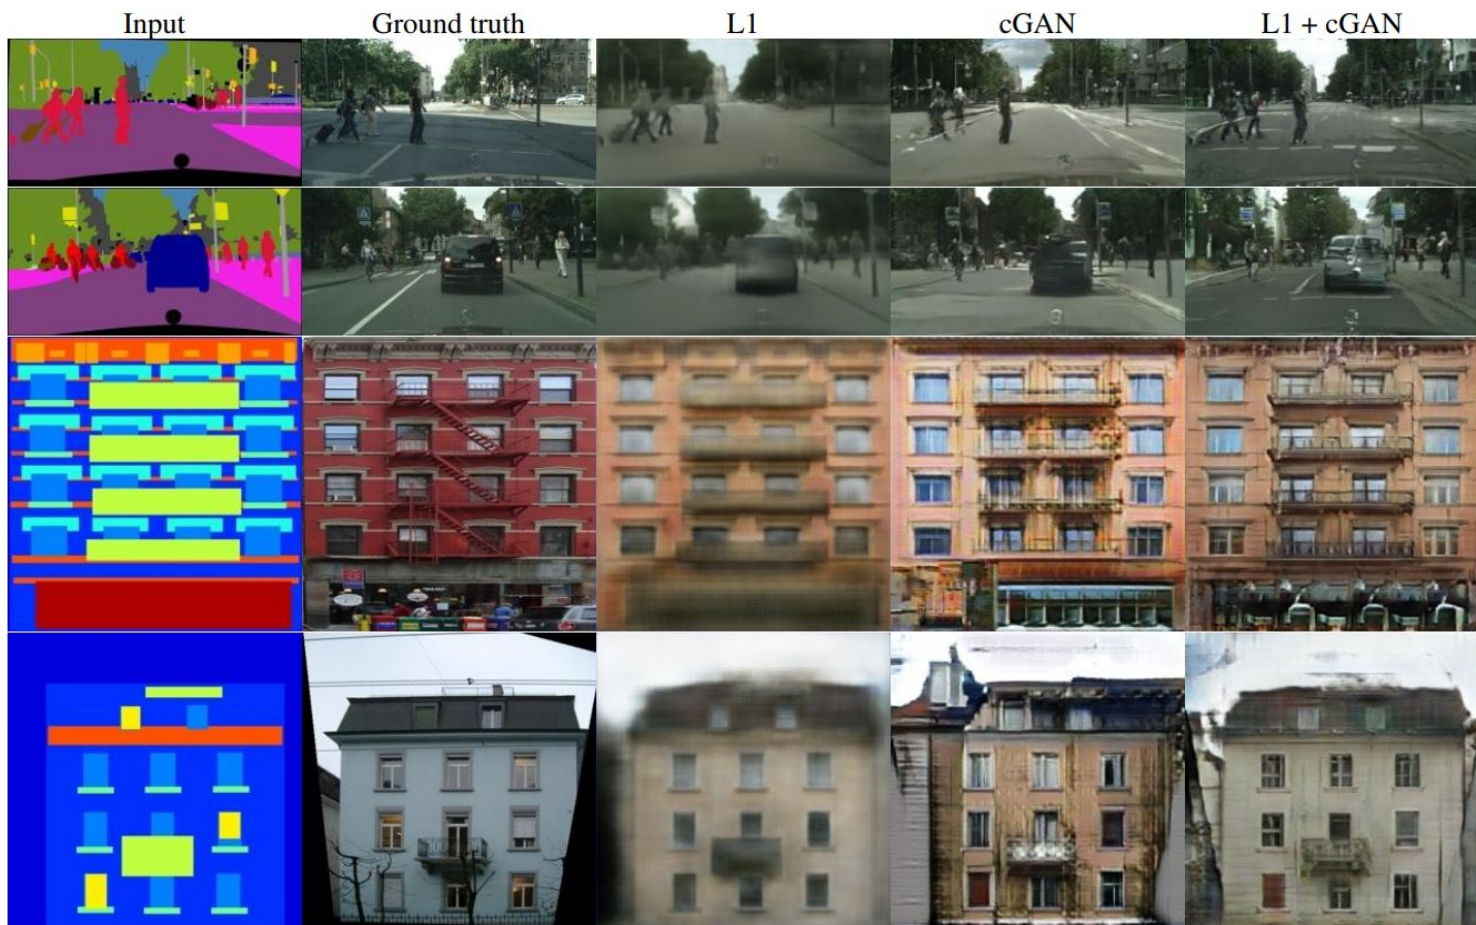 Input
Ground truth
L1
cGAN
L1 + cGAN